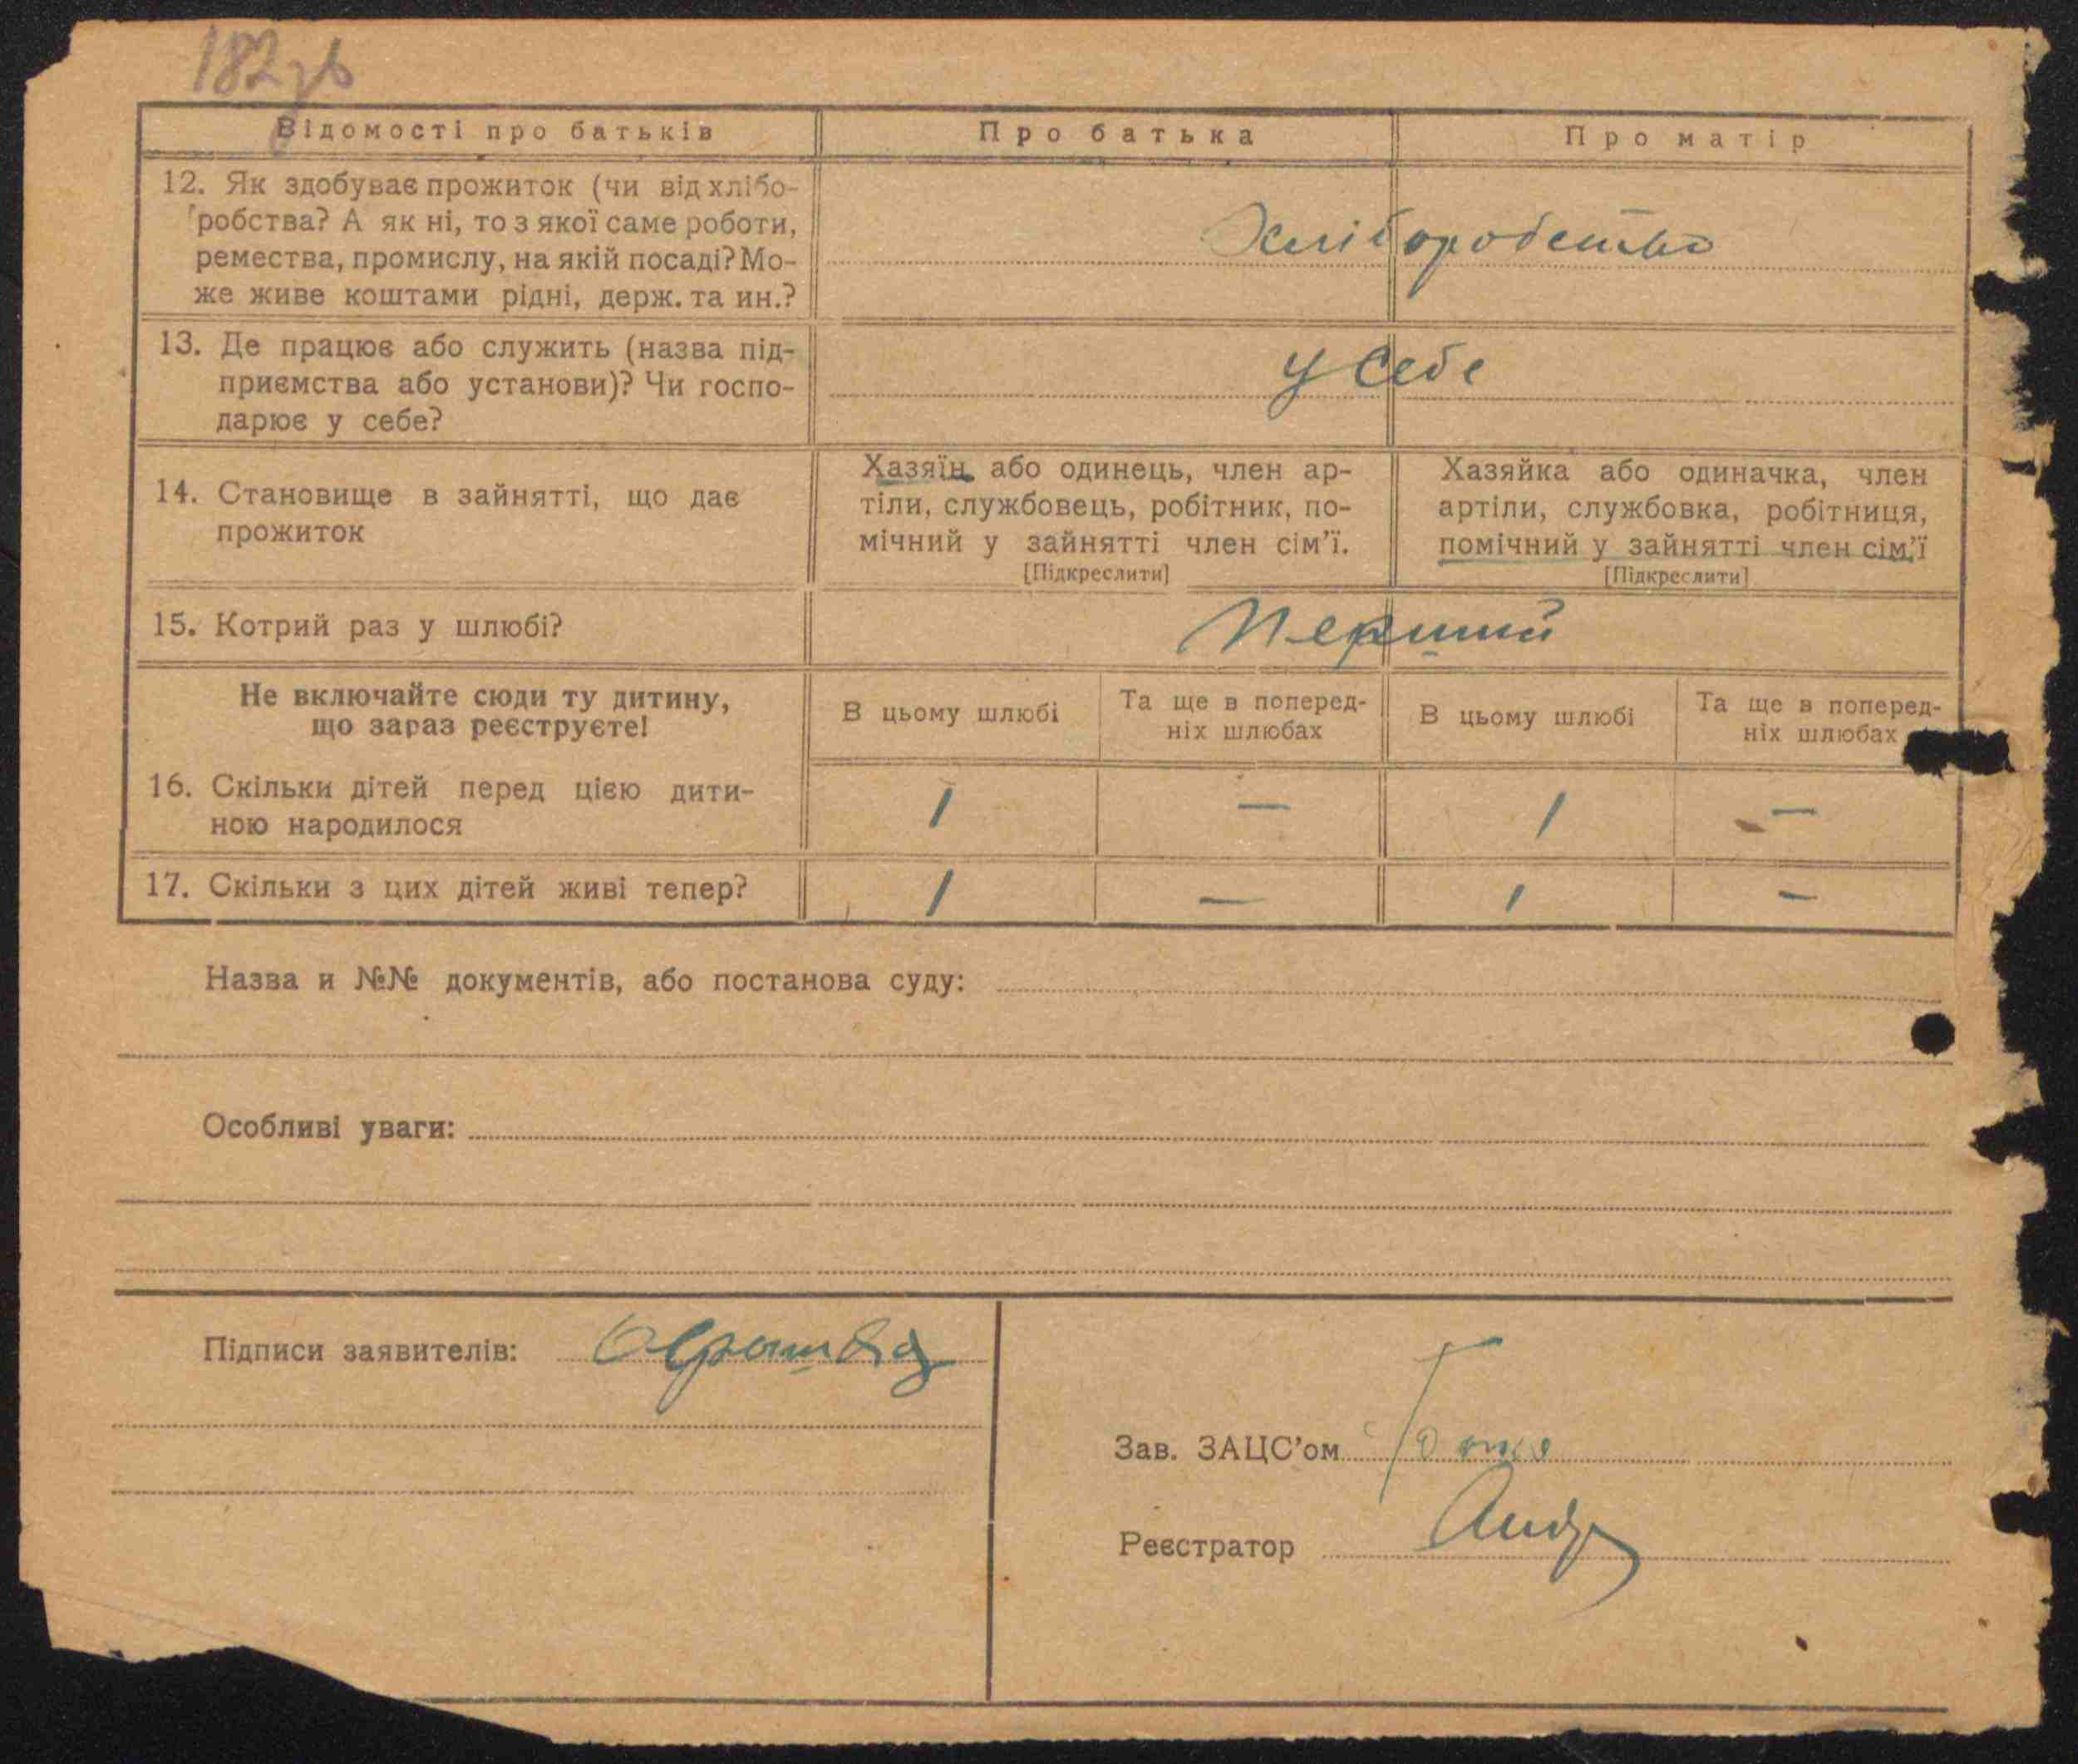 182зв
Відомості про батьків
Про батька
Про матір
12. Як здобуває прожиток (чи від хлібо-
робства? А як ні, то з якої саме роботи,
ремества, промислу, на якій посаді? Мо-
же живе коштами рідні, держ. та ин.?
Хліборобство
13. Де працює або служить (назва під-
приємства або установи)? Чи госпо-
дарює у себе?
у себе
14. Становище в зайнятті, що дає
прожиток
Хазяїн, або одинець, член ар-
тіли, службовець, робітник, по-
мічний у зайнятті член сім'ї.
[Підкреслити]
Хазяйка або одиначка, член
артіли, службовка, робітниця,
помічний у зайнятті член сім'ї
[Підкреслити]
15. Котрий раз у шлюбі?
Перший
Не включайте сюди ту дитину,
що зараз реєструєте!
В цьому шлюбі
Та ще в поперед-
ніх шлюбах
В цьому шлюбі
Та ще в поперед-
ніх шлюбах
16. Скільки дітей перед цією дити-
ною народилося
1 — 1 —
17. Скільки з цих дітей живі тепер?
1 — 1 —
Назва и №№ документів, або постанова суду:
Особливі уваги:
Підписи заявителів:
Зав. ЗАЦС'ом
Реєстратор